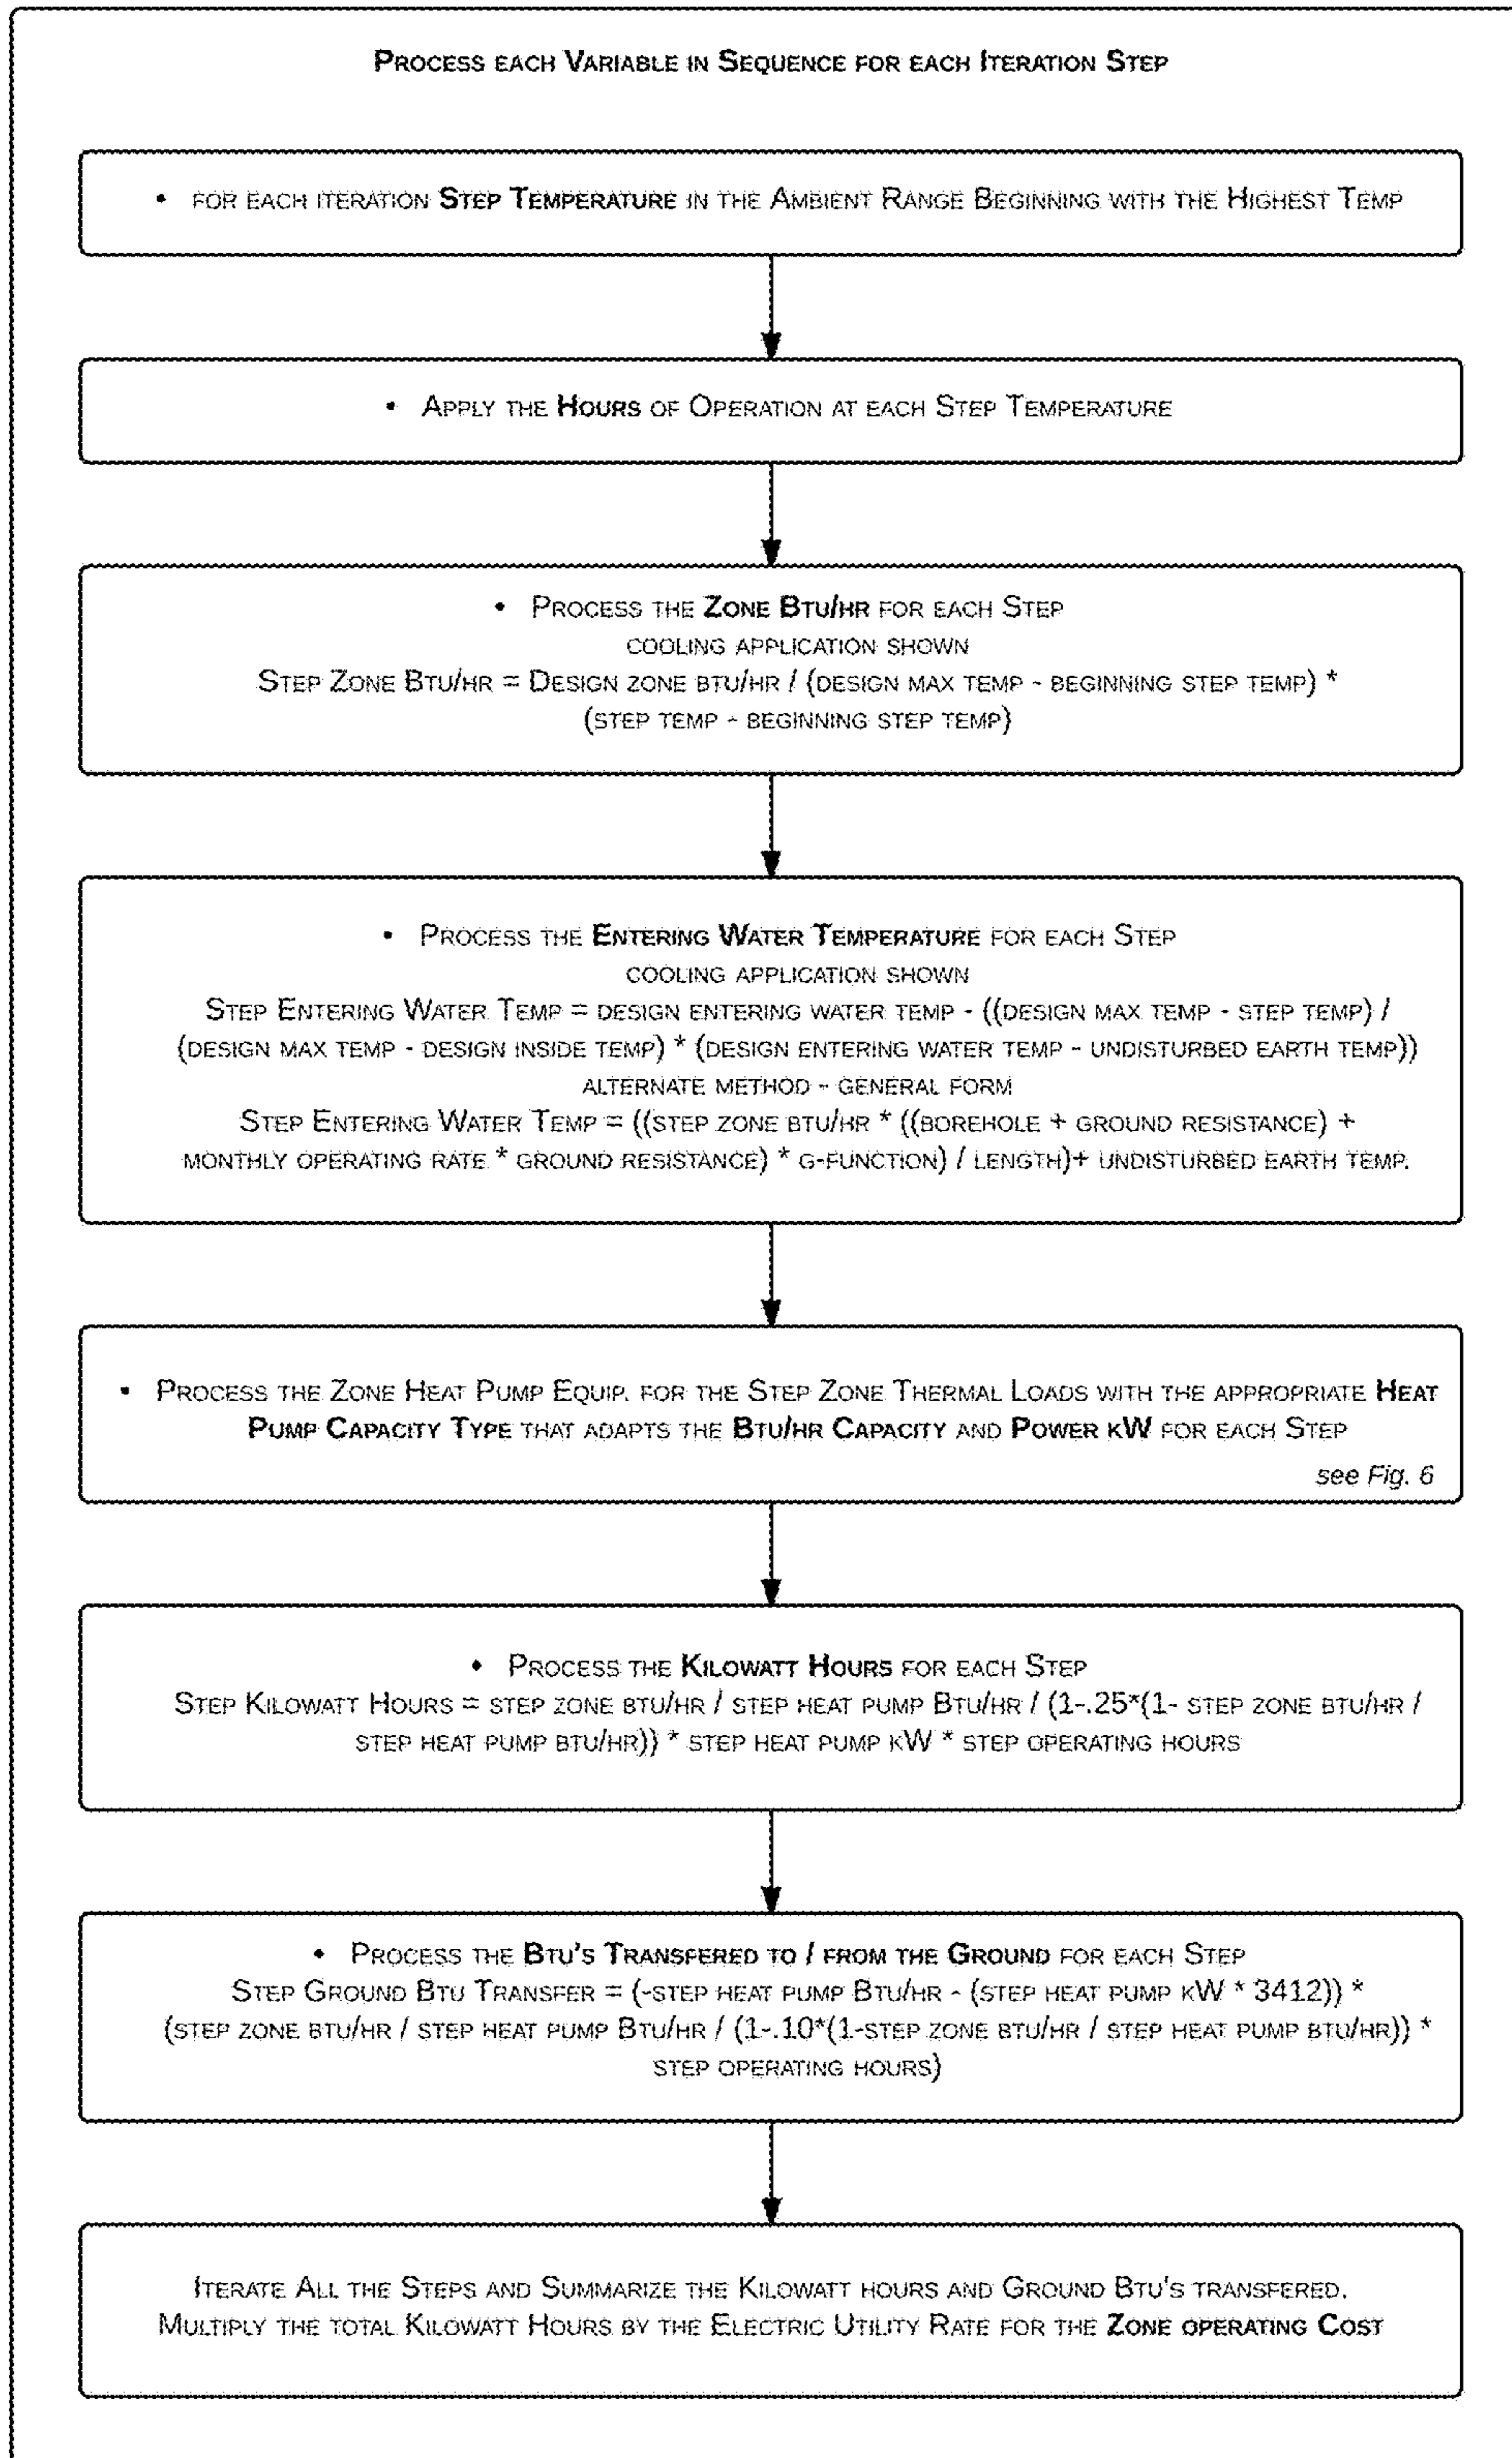 Process each Variable in Sequence for each Iteration Step
• for each iteration Step Temperature in the Ambient Range Beginning with the Highest Temp
• Apply the Hours of Operation at each Step Temperature
• Process the Zone Btu/hr for each Step
cooling application shown
Step Zone Btu/hr = Design zone btu/hr / (design max temp - beginning step temp) *
(step temp - beginning step temp)
• Process the Entering Water Temperature for each Step
cooling application shown
Step Entering Water Temp = design entering water temp - ((design max temp - step temp) /
(design max temp - design inside temp) * (design entering water temp - undisturbed earth temp))
alternate method - general form
Step Entering Water Temp = ((step zone btu/hr * ((borehole + ground resistance) +
monthly operating rate * ground resistance) * g-function) / length)+ undisturbed earth temp.
• Process the Zone Heat Pump Equip. for the Step Zone Thermal Loads with the appropriate Heat
Pump Capacity Type that adapts the Btu/hr Capacity and Power kW for each Step
see Fig. 6
• Process the Kilowatt Hours for each Step
Step Kilowatt Hours = step zone btu/hr / step heat pump Btu/hr / (1-.25*(1- step zone btu/hr /
step heat pump btu/hr)) * step heat pump kW * step operating hours
• Process the Btu's Transfered to / from the Ground for each Step
Step Ground Btu Transfer = (-step heat pump Btu/hr - (step heat pump kW * 3412)) *
(step zone btu/hr / step heat pump Btu/hr / (1-.10*(1-step zone btu/hr / step heat pump btu/hr)) *
step operating hours)
Iterate All the Steps and Summarize the Kilowatt hours and Ground Btu's transfered.
Multiply the total Kilowatt Hours by the Electric Utility Rate for the Zone operating Cost